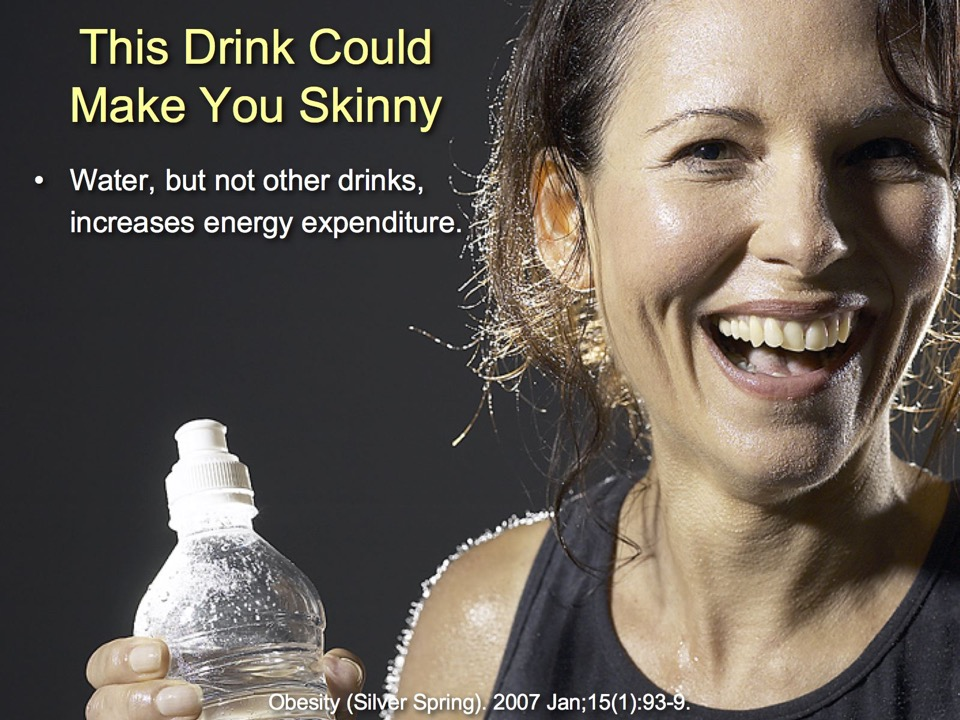 This Drink Could
Make You Skinny
• Water, but not other drinks,
increases energy expenditure.
Obesity (Silver Spring). 2007 Jan;15(1):93-9.